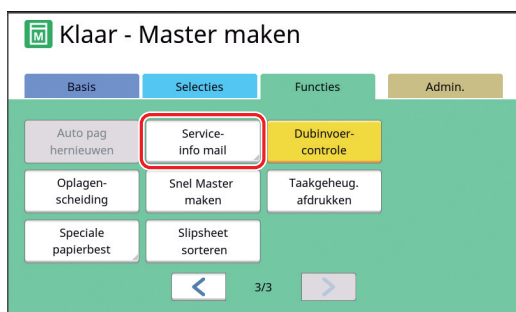 M Klaar - Master maken
Basis Selecties Functies Admin.
Auto pag
hernieuwen
Service-
info mail
Dubinvoer-
controle
Oplagen-
scheiding
Snel Master
maken
Taakgeheug.
afdrukken
Speciale
papierbest
Slipsheet
sorteren
< 3/3 >